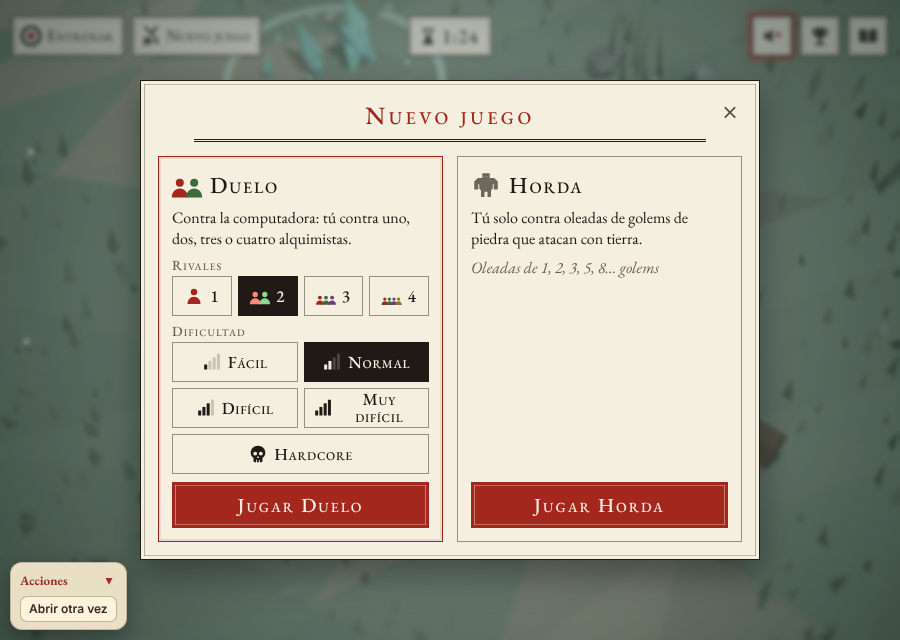 Entrenar
Nuevo juego
1:24
Nuevo juego
×
Duelo
Contra la computadora: tú contra uno,
dos, tres o cuatro alquimistas.
Rivales
1
2
3
4
Dificultad
Fácil
Normal
Difícil
Muy
difícil
Hardcore
Jugar Duelo
Horda
Tú solo contra oleadas de golems de
piedra que atacan con tierra.
Oleadas de 1, 2, 3, 5, 8... golems
Jugar Horda
Acciones ▼
Abrir otra vez